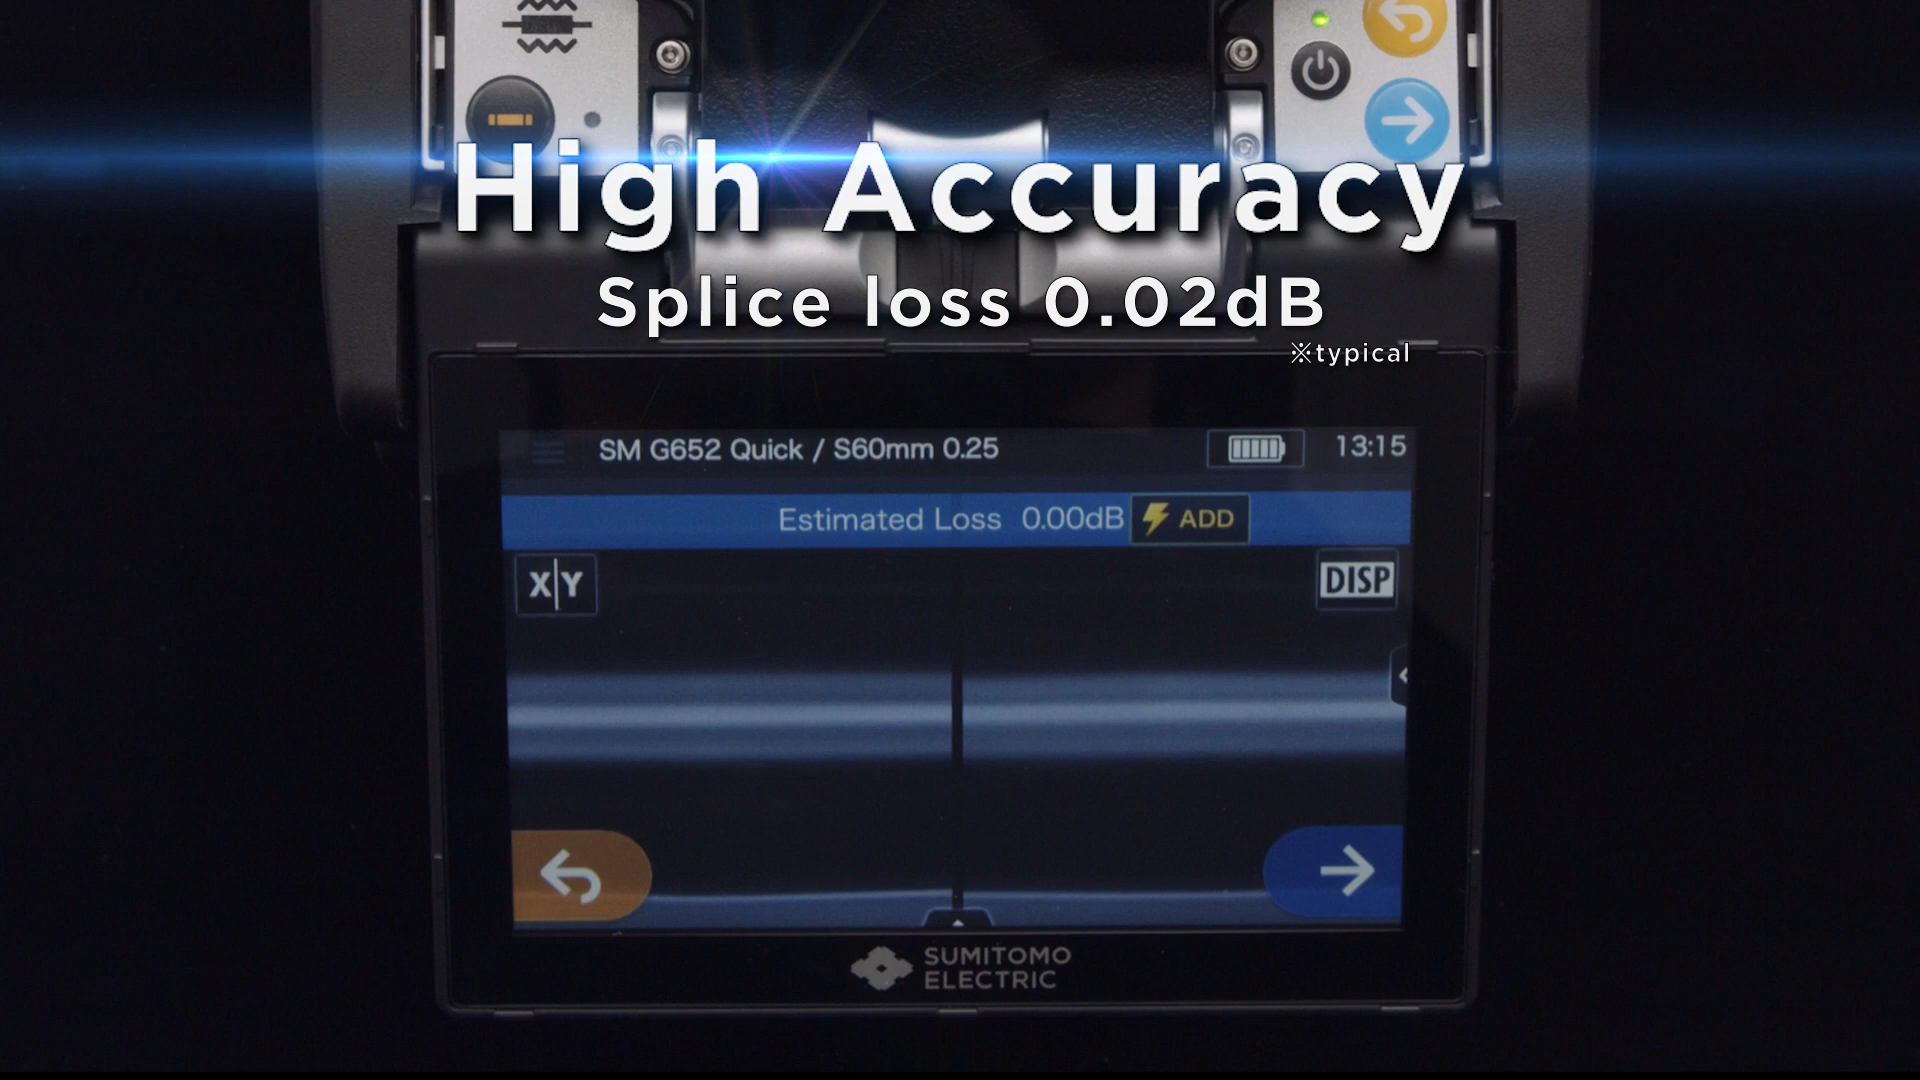 High Accuracy
Splice loss 0.02dB
※typical
SM G652 Quick / S60mm 0.25
13:15
Estimated Loss 0.00dB
ADD
X|Y
DISP
SUMITOMO
ELECTRIC